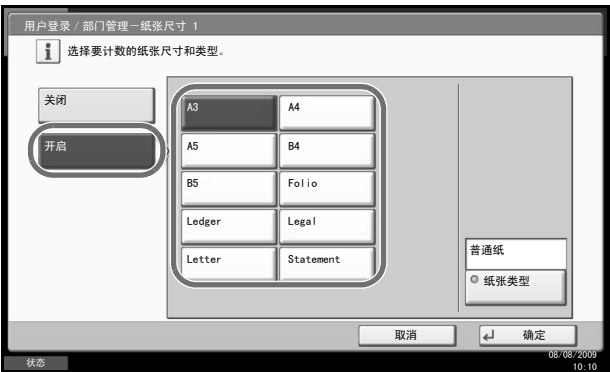 用户登录 / 部门管理－纸张尺寸 1
i 选择要计数的纸张尺寸和类型。
关闭
开启
A3 A4
A5 B4
B5 Folio
Ledger Legal
Letter Statement
普通纸
纸张类型
取消 确定
状态
08/08/2009
10:10